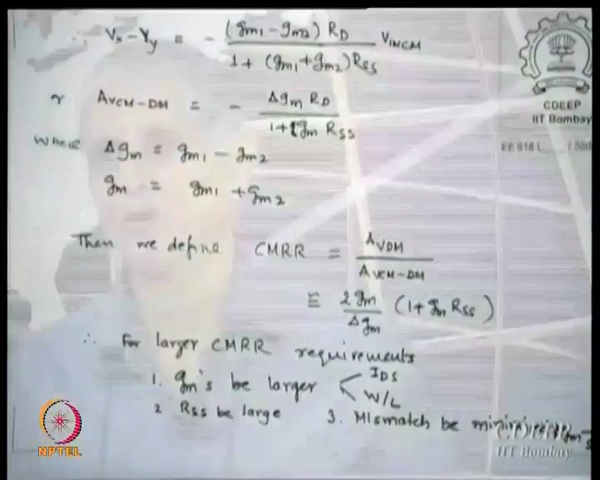 ∴ Vx - Vy = - (gm1 - gm2) RD / 1 + (gm1 + gm2) Rss VINCM
CDEEP
IIT Bombay
r AVCM-DM = - Δgm RD / 1 + gm Rss
EE 618 L
where Δgm = gm1 - gm2
gm = gm1 + gm2
Then we define CMRR = AVDM / AVCM-DM
≅ 2gm / Δgm (1 + gm Rss)
∴ For larger CMRR requirements
1. gm's be larger < IDS
W/L
2 Rss be large 3. Mismatch be
NPTEL
IIT Bombay